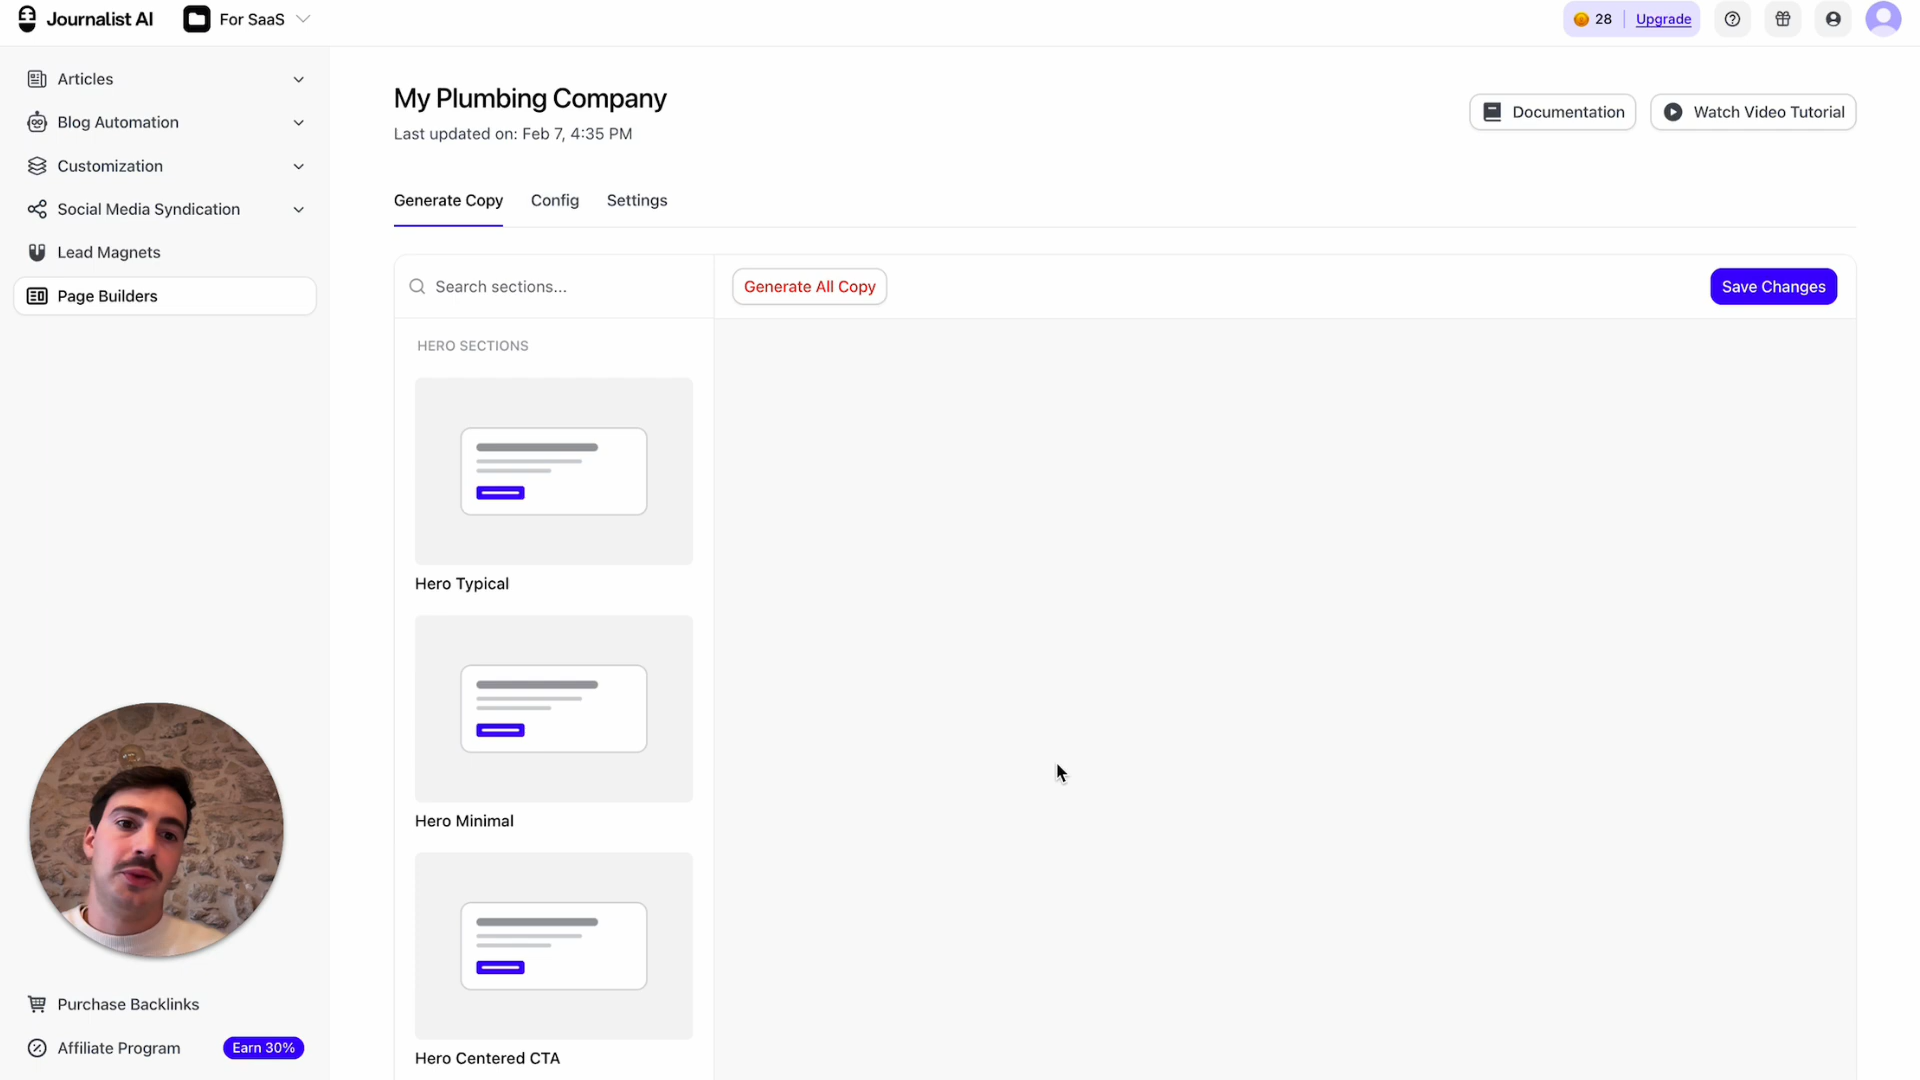 Journalist AI
For SaaS
28
Upgrade
Articles
Blog Automation
Customization
Social Media Syndication
Lead Magnets
Page Builders
My Plumbing Company
Last updated on: Feb 7, 4:35 PM
Documentation
Watch Video Tutorial
Generate Copy
Config
Settings
Search sections...
Generate All Copy
Save Changes
HERO SECTIONS
Hero Typical
Hero Minimal
Hero Centered CTA
Purchase Backlinks
Affiliate Program
Earn 30%